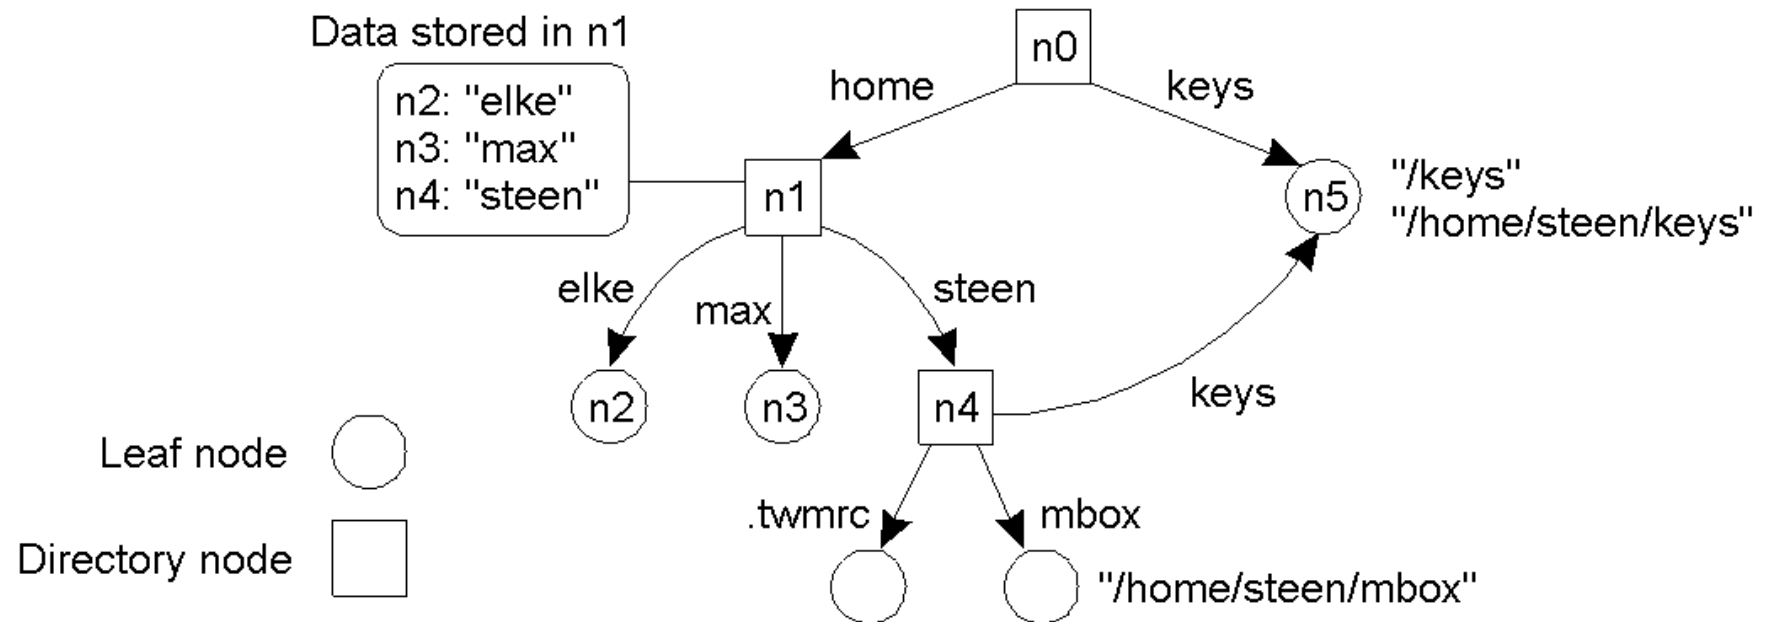 Data stored in n1
n2: "elke"
n3: "max"
n4: "steen"
n0
home
keys
n1
n5
"/keys"
"/home/steen/keys"
elke
max
steen
n2
n3
n4
keys
Leaf node
.twmrc
mbox
Directory node
"/home/steen/mbox"